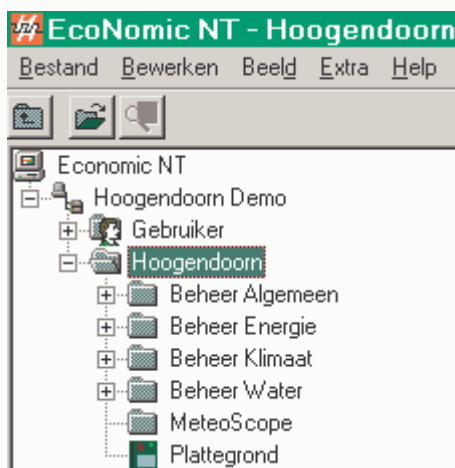 EcoNomic NT - Hoogendoorn
Bestand Bewerken Beeld Extra Help
Economic NT
Hoogendoorn Demo
Gebruiker
Hoogendoorn
Beheer Algemeen
Beheer Energie
Beheer Klimaat
Beheer Water
MeteoScope
Plattegrond